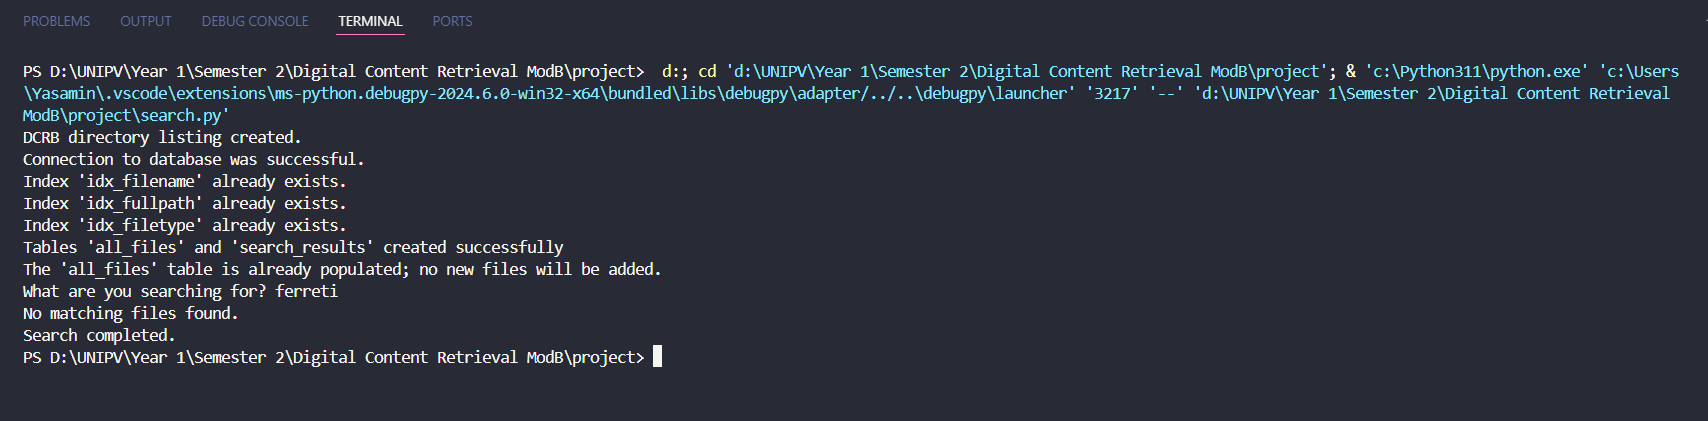 PROBLEMS OUTPUT DEBUG CONSOLE TERMINAL PORTS
PS D:\UNIPV\Year 1\Semester 2\Digital Content Retrieval ModB\project>  d:; cd 'd:\UNIPV\Year 1\Semester 2\Digital Content Retrieval ModB\project'; & 'c:\Python311\python.exe' 'c:\Users
\Yasamin\.vscode\extensions\ms-python.debugpy-2024.6.0-win32-x64\bundled\libs\debugpy\adapter/../..\debugpy\launcher' '3217' '--' 'd:\UNIPV\Year 1\Semester 2\Digital Content Retrieval
ModB\project\search.py'
DCRB directory listing created.
Connection to database was successful.
Index 'idx_filename' already exists.
Index 'idx_fullpath' already exists.
Index 'idx_filetype' already exists.
Tables 'all_files' and 'search_results' created successfully
The 'all_files' table is already populated; no new files will be added.
What are you searching for? ferreti
No matching files found.
Search completed.
PS D:\UNIPV\Year 1\Semester 2\Digital Content Retrieval ModB\project>